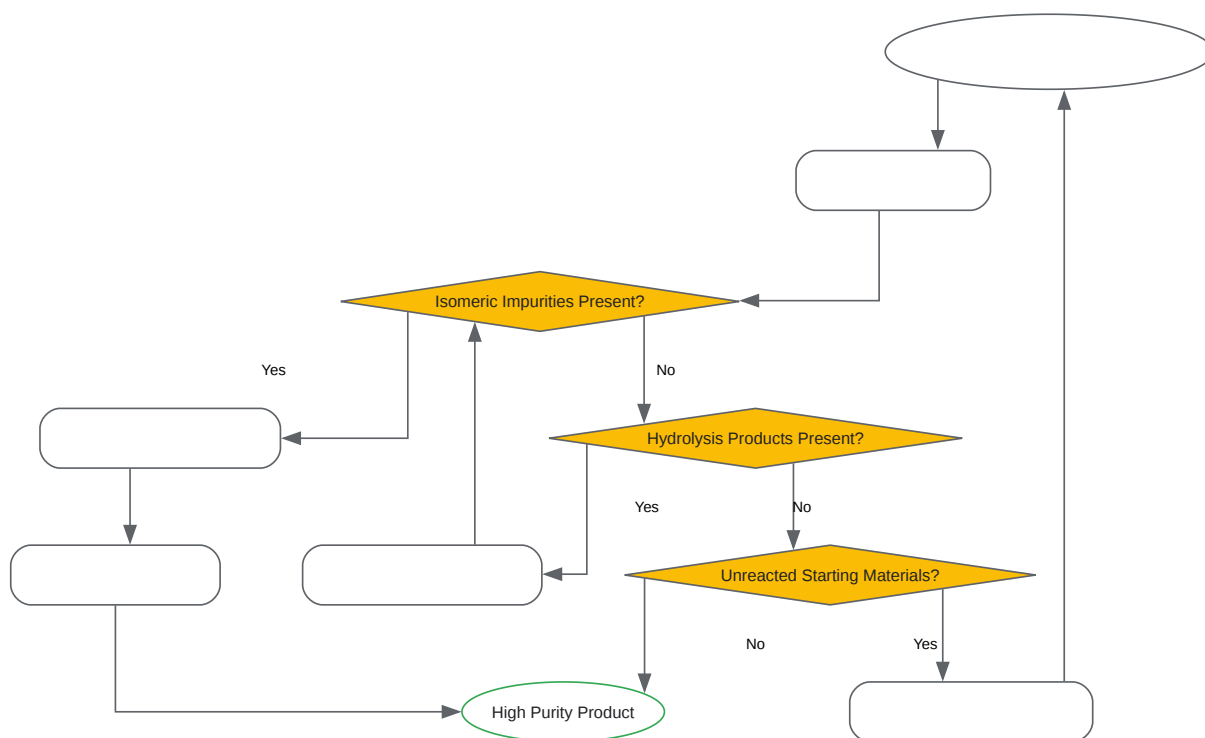 Isomeric Impurities Present?
Yes
No
Hydrolysis Products Present?
Yes
No
Unreacted Starting Materials?
No
Yes
High Purity Product